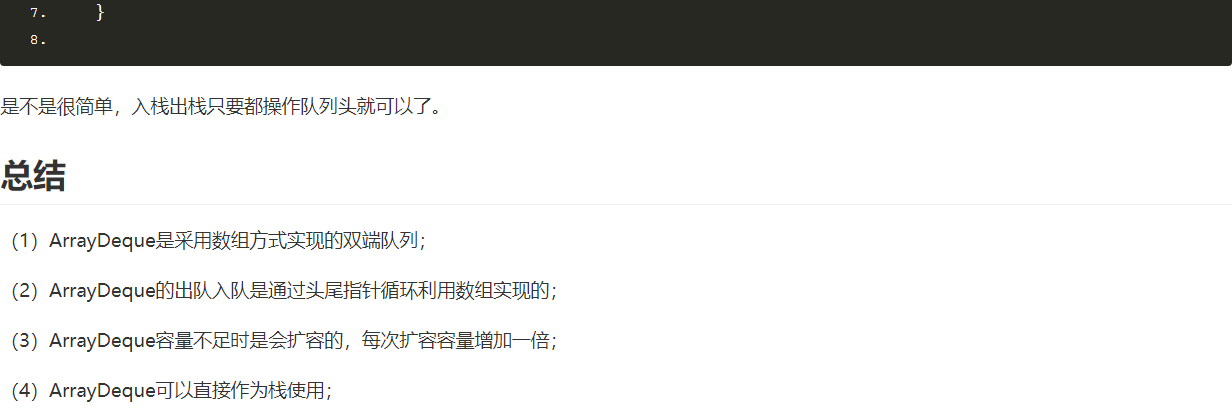 7. }
8.
是不是很简单，入栈出栈只要都操作队列头就可以了。
总结
（1）ArrayDeque是采用数组方式实现的双端队列；
（2）ArrayDeque的出队入队是通过头尾指针循环利用数组实现的；
（3）ArrayDeque容量不足时是会扩容的，每次扩容容量增加一倍；
（4）ArrayDeque可以直接作为栈使用；